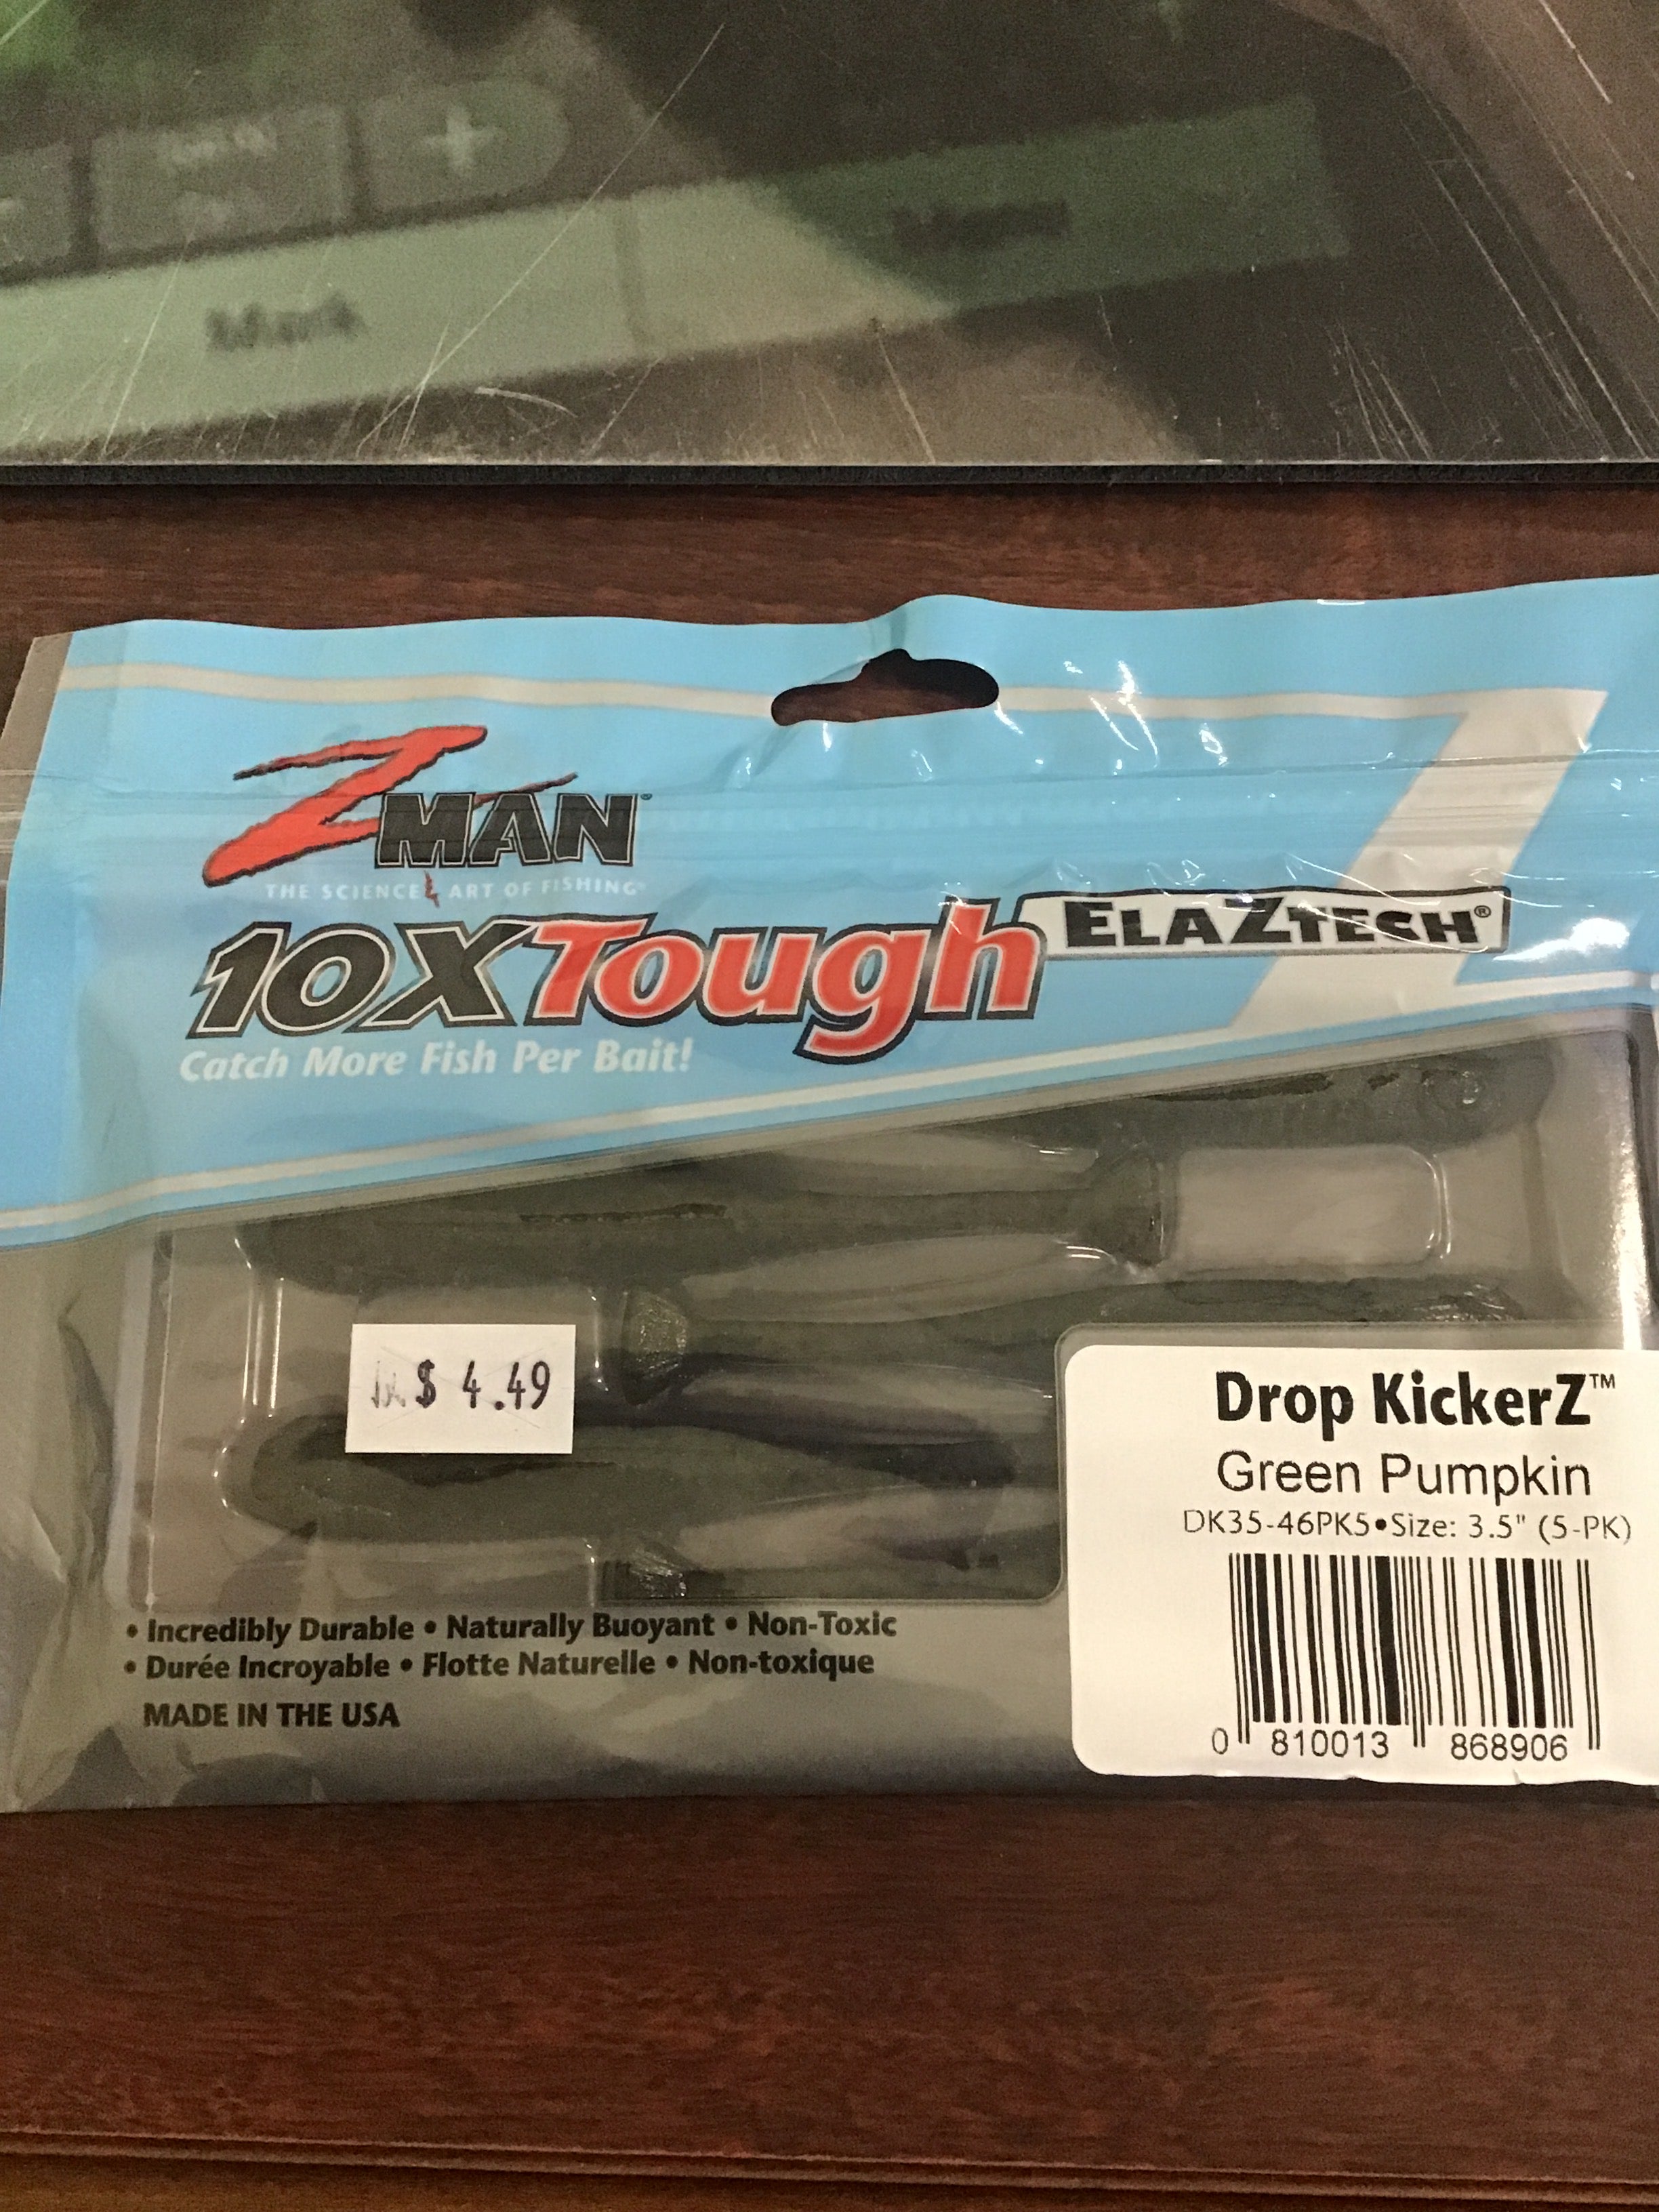 Mark
ZMAN®
THE SCIENCE & ART OF FISHING®
10X Tough ELAZTECH®
Catch More Fish Per Bait!
$ 4.49
Drop KickerZ™
Green Pumpkin
DK35-46PK5•Size: 3.5" (5-PK)
0 810013 868906
• Incredibly Durable • Naturally Buoyant • Non-Toxic
• Durée Incroyable • Flotte Naturelle • Non-toxique
MADE IN THE USA